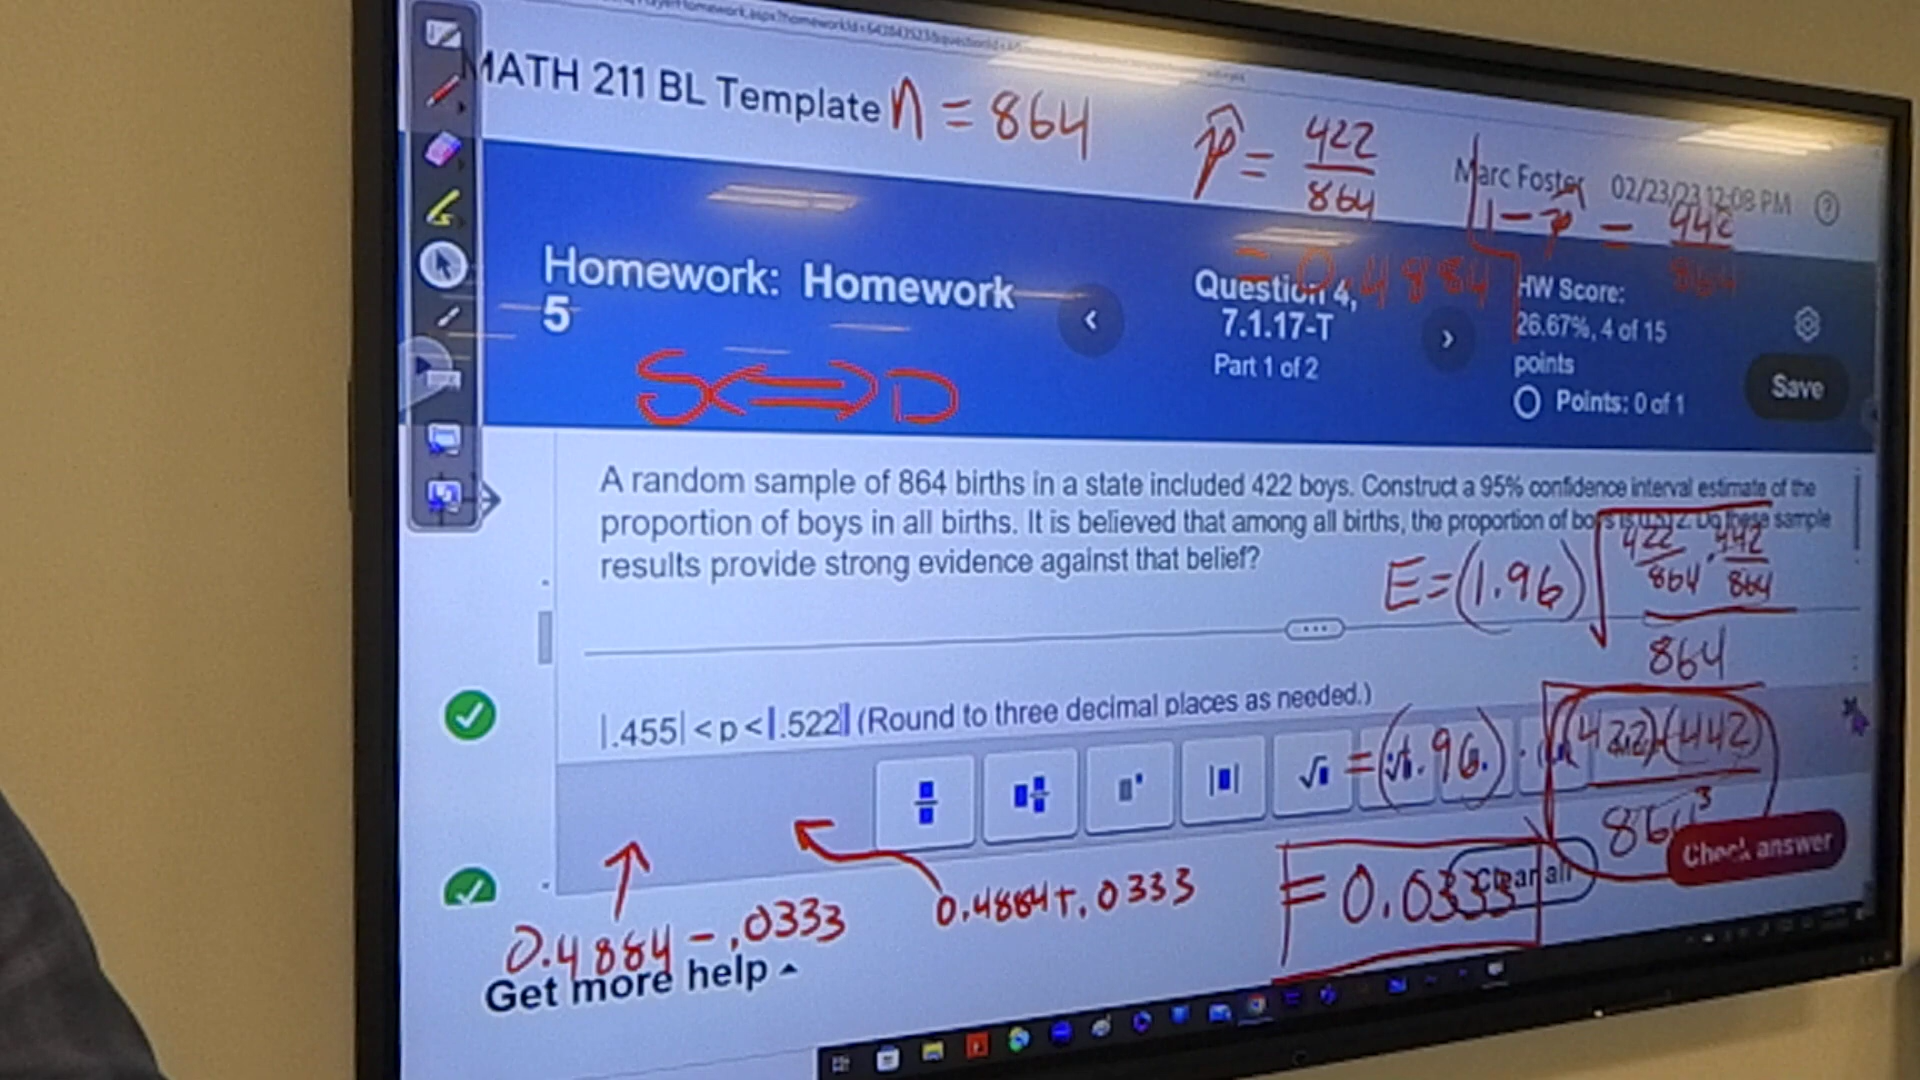 MATH 211 BL Template
n = 864
p̂ = 422/864
= 0.4884
Marc Foster 02/23/23 12:08 PM
1 - p̂ = 442/864
Homework: Homework 5
Question 4,
7.1.17-T
Part 1 of 2
HW Score:
26.67%, 4 of 15
points
Points: 0 of 1
Save
S ⟺ D
A random sample of 864 births in a state included 422 boys. Construct a 95% confidence interval estimate of the
proportion of boys in all births. It is believed that among all births, the proportion of boys is 0.512. Do these sample
results provide strong evidence against that belief?
E = (1.96) √(422/864 · 442/864 / 864)
.455 < p < .522 (Round to three decimal places as needed.)
= (1.96) · √((422)(442) / 864³)
= 0.0333
Clear all
Check answer
0.4884 - .0333
0.4884 + .0333
Get more help